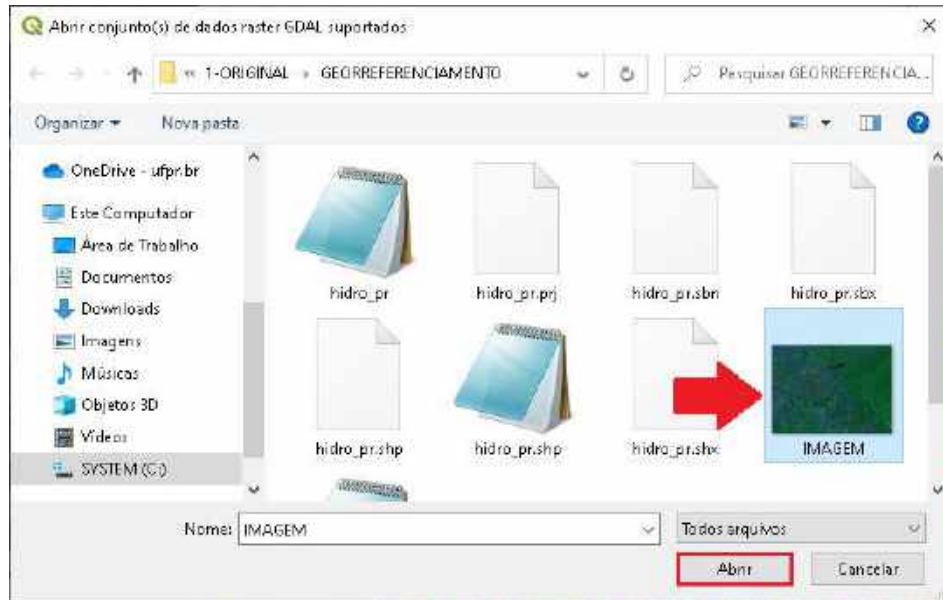 Abrir conjunto(s) de dados raster GDAL suportados
« 1-ORIGINAL › GEORREFERENCIAMENTO
Pesquisar GEORREFERENCIA...
Organizar
Nova pasta
OneDrive - ufpr.br
Este Computador
Área de Trabalho
Documentos
Downloads
Imagens
Músicas
Objetos 3D
Vídeos
SYSTEM (C:)
hidro_pr
hidro_pr.prj
hidro_pr.sbn
hidro_pr.sbx
hidro_pr.shp
hidro_pr.shp
hidro_pr.shx
IMAGEM
Nome: IMAGEM
Todos arquivos
Abrir
Cancelar